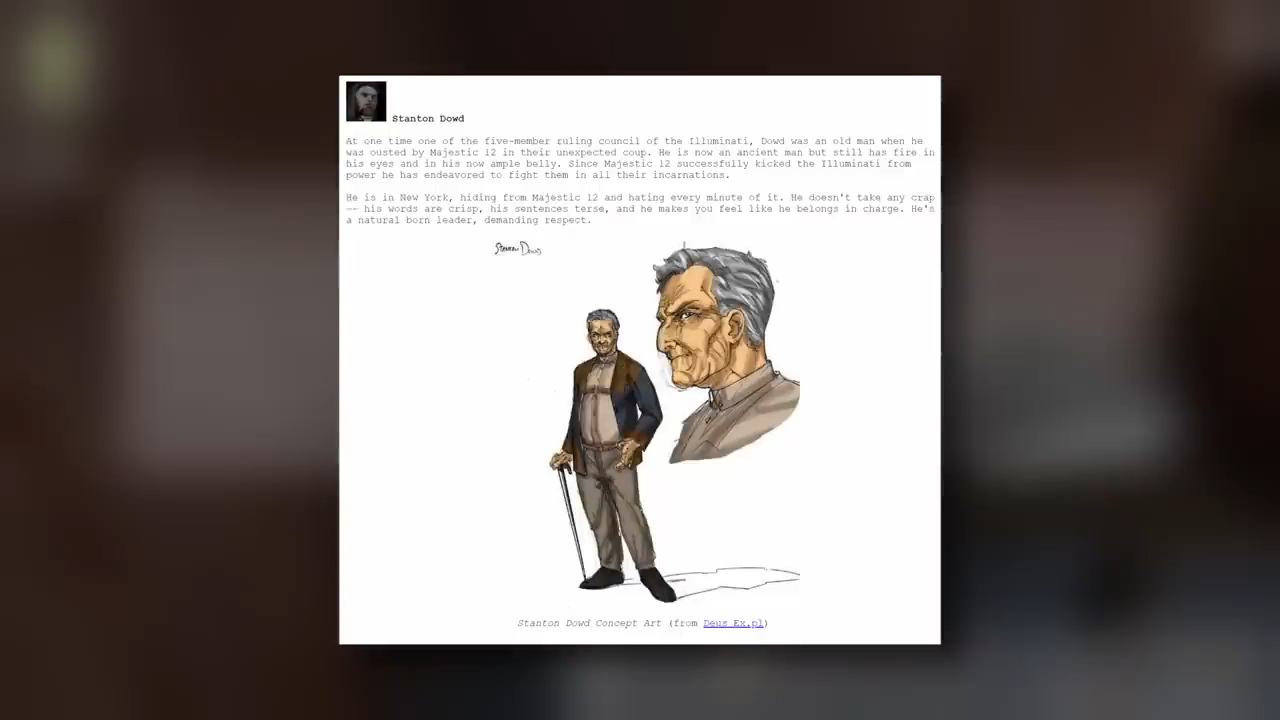 Stanton Dowd
At one time one of the five-member ruling council of the Illuminati, Dowd was an old man when he
was ousted by Majestic 12 in their unexpected coup. He is now an ancient man but still has fire in
his eyes and in his now ample belly. Since Majestic 12 successfully kicked the Illuminati from
power he has endeavored to fight them in all their incarnations.
He is in New York, hiding from Majestic 12 and hating every minute of it. He doesn't take any crap
-- his words are crisp, his sentences terse, and he makes you feel like he belongs in charge. He's
a natural born leader, demanding respect.
Stanton Dowd
Stanton Dowd Concept Art (from Deus Ex.pl)